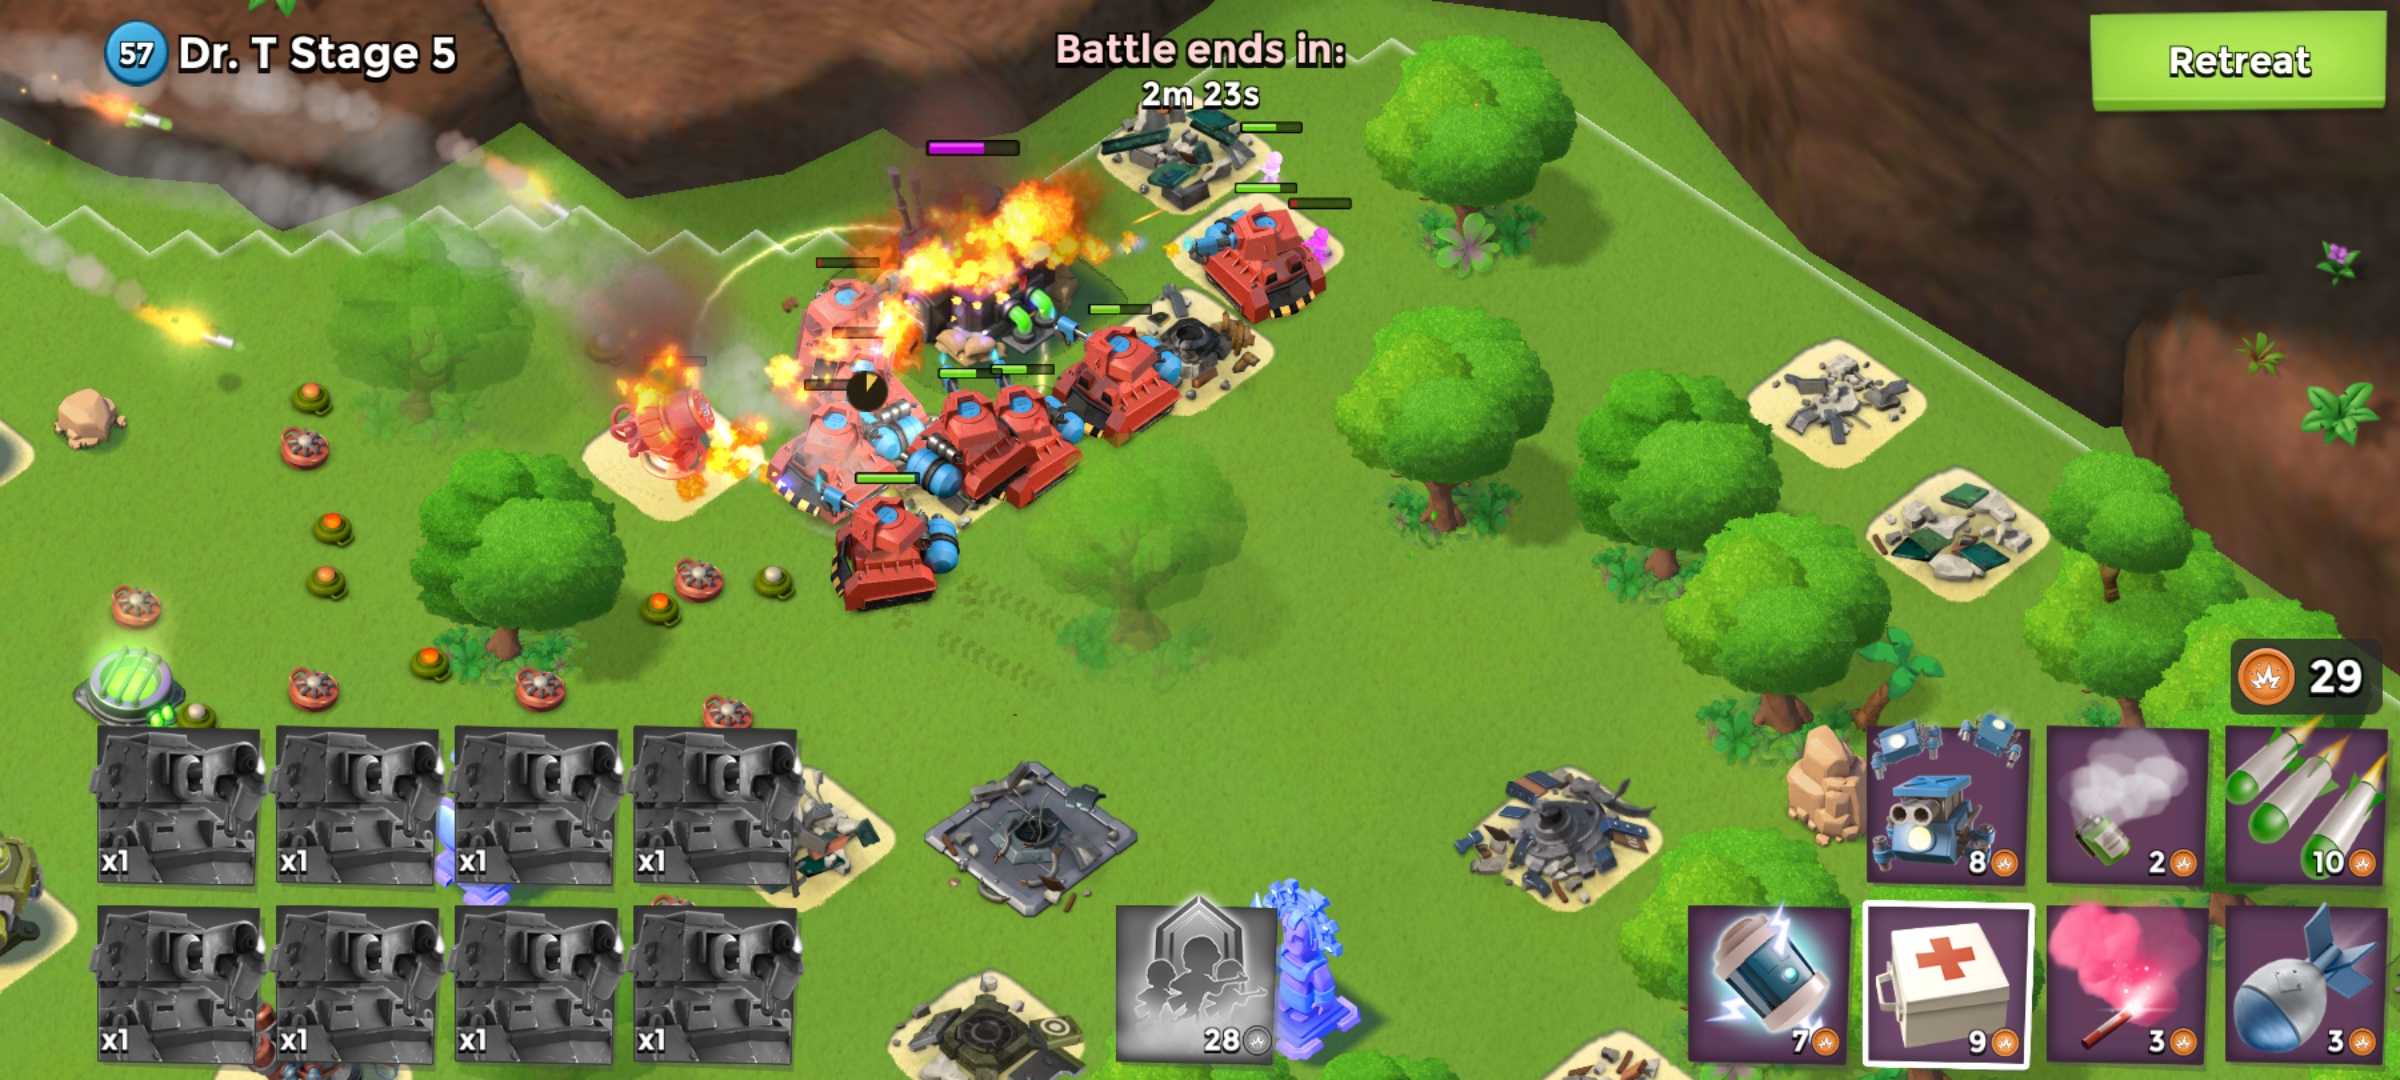 57 Dr. T Stage 5
Battle ends in:
2m 23s
Retreat
29
x1 x1 x1 x1
8 2 10
x1 x1 x1 x1
28
7 9 3 3